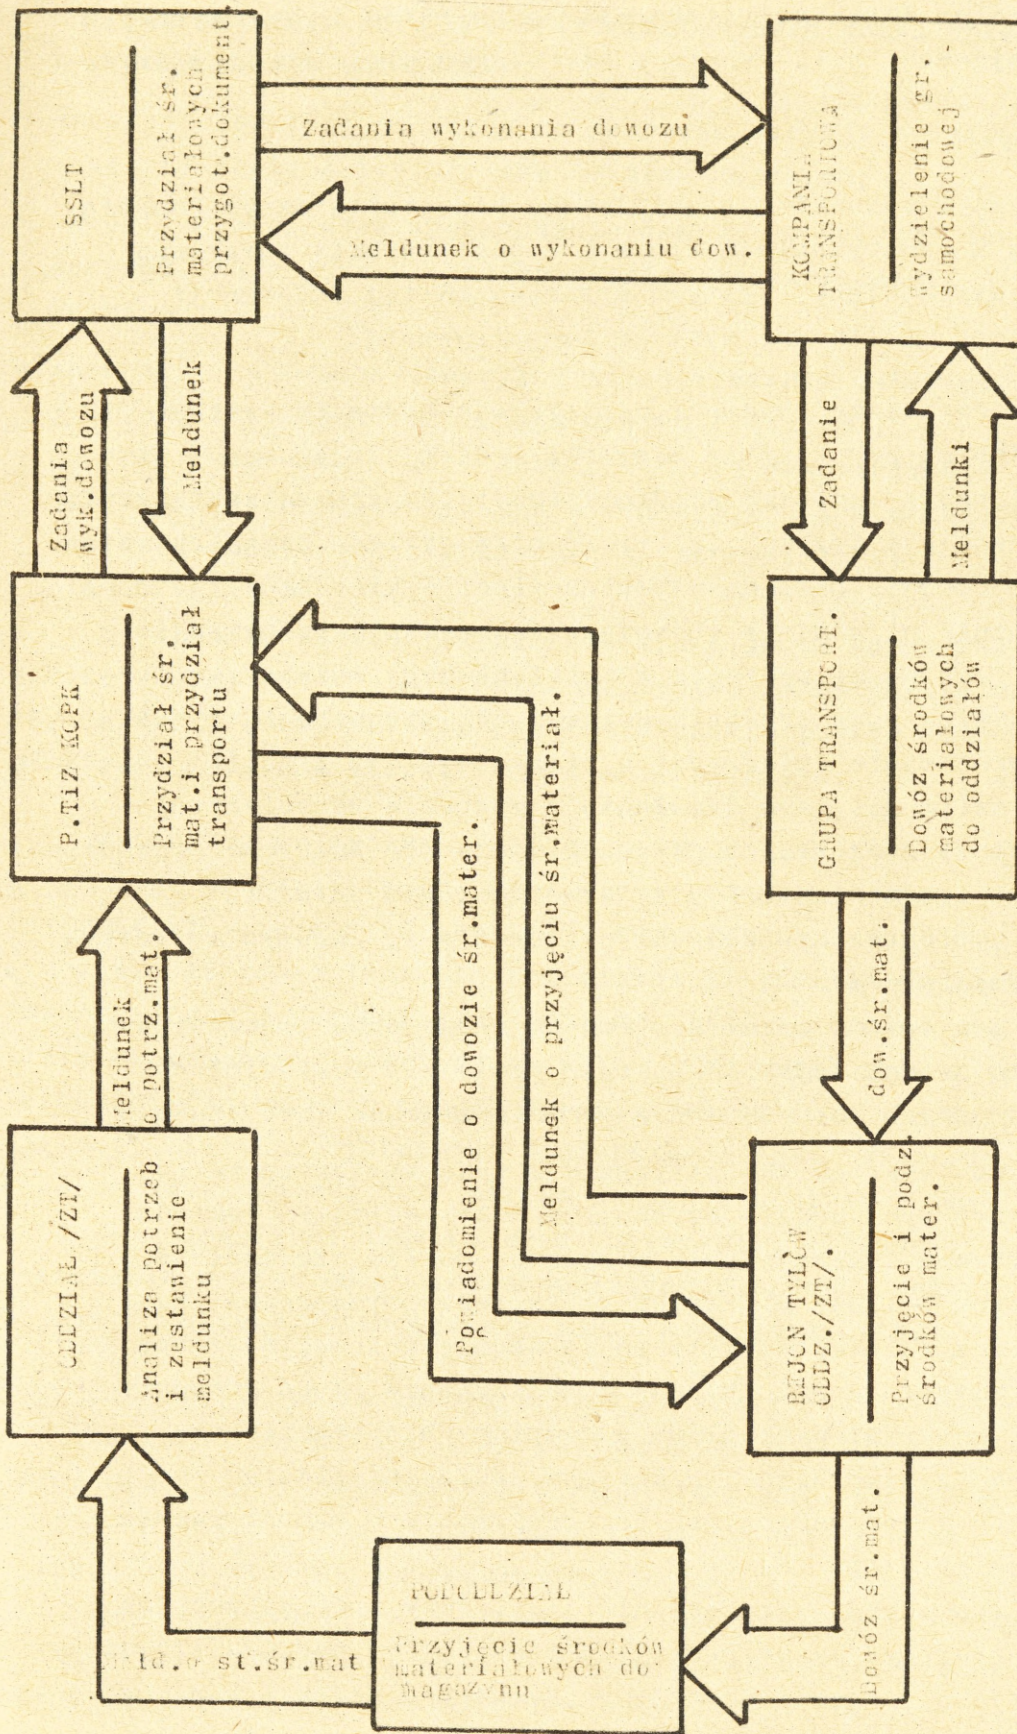 SSLT
Przydział śr.
materiałowych
przygot.dokument.
Zadania wykonania dowozu
Meldunek o wykonaniu dow.
KOMPANIA
TRANSPORTOWA
Wydzielenie gr.
samochodowej
Zadania
wyk.dowozu
Meldunek
Zadanie
Meldunki
P.TiZ KOPK
Przydział śr.
mat.i przydział
transportu
GRUPA TRANSPORT.
Dowóz środków
materiałowych
do oddziałów
Meldunek
o potrz.mat.
Powiadomienie o dowozie śr.mater.
Meldunek o przyjęciu śr.materiał.
dow.śr.mat.
ODDZIAŁ /ZT/
Analiza potrzeb
i zestawienie
meldunku
REJON TYŁÓW
ODDZ./ZT/.
Przyjęcie i podz.
środków mater.
Meld.o st.śr.mat
PODODDZIAŁ
Przyjęcie środków
materiałowych do
magazynu
Dowóz śr.mat.